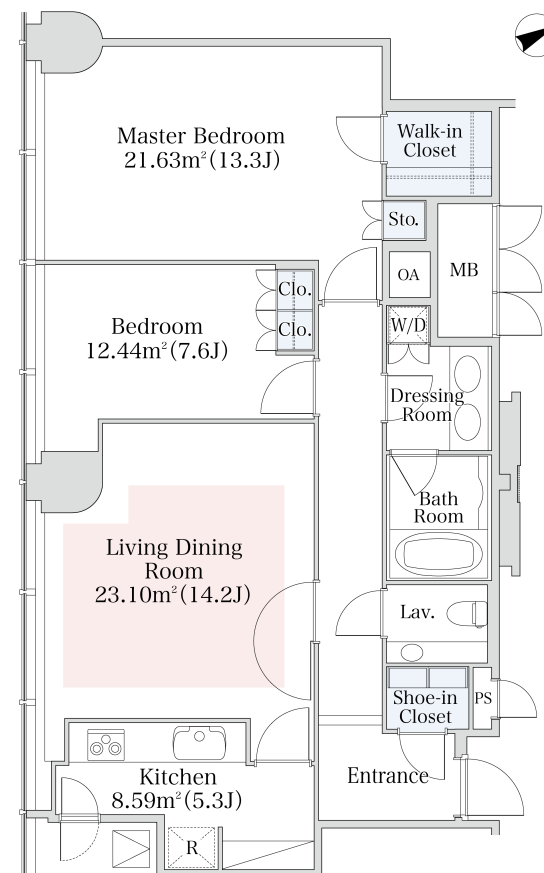 Master Bedroom
21.63m²(13.3J)
Walk-in
Closet
Sto.
OA
MB
Clo.
Clo.
W/D
Bedroom
12.44m²(7.6J)
Dressing
Room
Bath
Room
Living Dining
Room
23.10m²(14.2J)
Lav.
Shoe-in
Closet
PS
Entrance
Kitchen
8.59m²(5.3J)
R